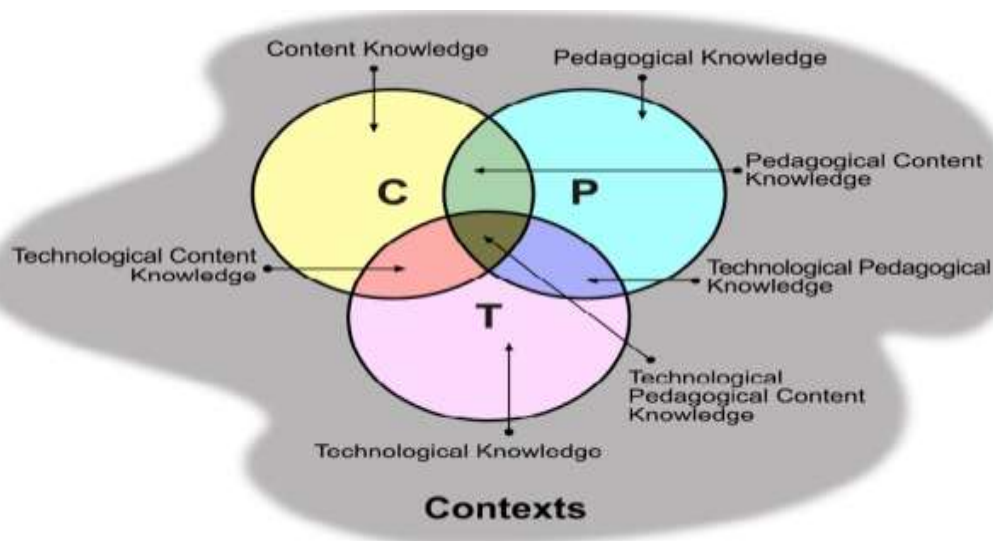 Content Knowledge
Pedagogical Knowledge
Pedagogical Content
Knowledge
C
P
Technological Content
Knowledge
Technological Pedagogical
Knowledge
T
Technological
Pedagogical Content
Knowledge
Technological Knowledge
Contexts